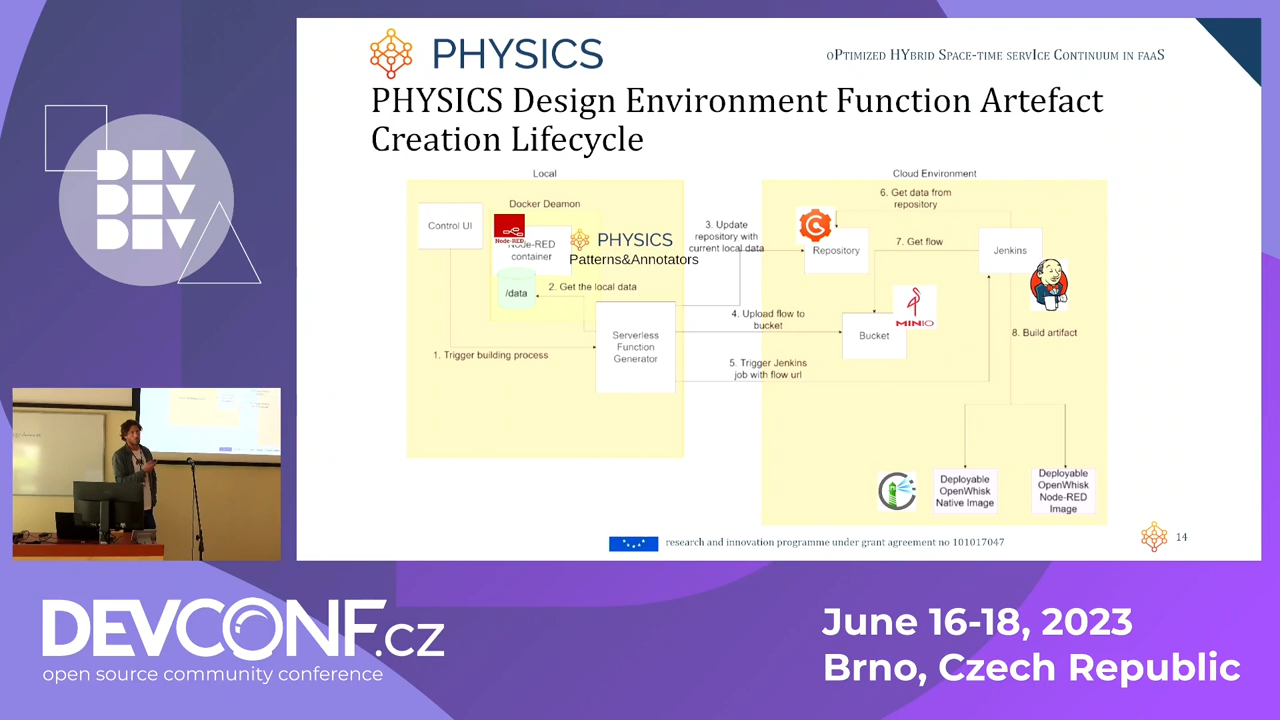 PHYSICS
oPTIMIZED HYBRID SPACE-TIME SERVICE CONTINUUM IN FAAS
PHYSICS Design Environment Function Artefact
Creation Lifecycle
Local
Cloud Environment
Control UI
Docker Deamon
Node-RED
Node-RED
container
PHYSICS
Patterns&Annotators
/data
2. Get the local data
Serverless
Function
Generator
1. Trigger building process
3. Update
repository with
current local data
4. Upload flow to
bucket
5. Trigger Jenkins
job with flow url
6. Get data from
repository
Repository
7. Get flow
Jenkins
MINIO
Bucket
8. Build artifact
Deployable
OpenWhisk
Native Image
Deployable
OpenWhisk
Node-RED
Image
research and innovation programme under grant agreement no 101017047
14
DEV
DEV
DEV
DEVCONF.cz
open source community conference
June 16-18, 2023
Brno, Czech Republic